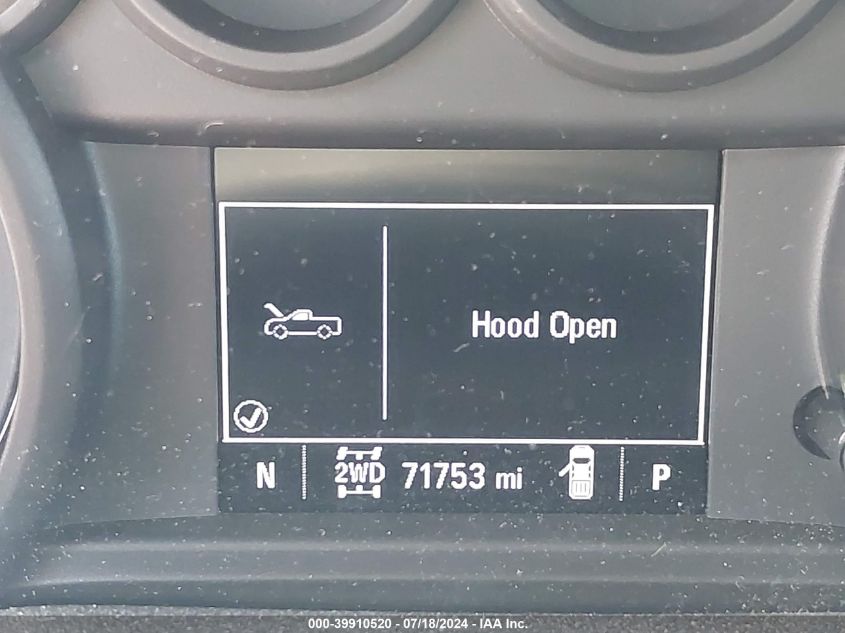 Hood Open
N 2WD 71753 mi P
000-39910520 - 07/18/2024 - IAA Inc.